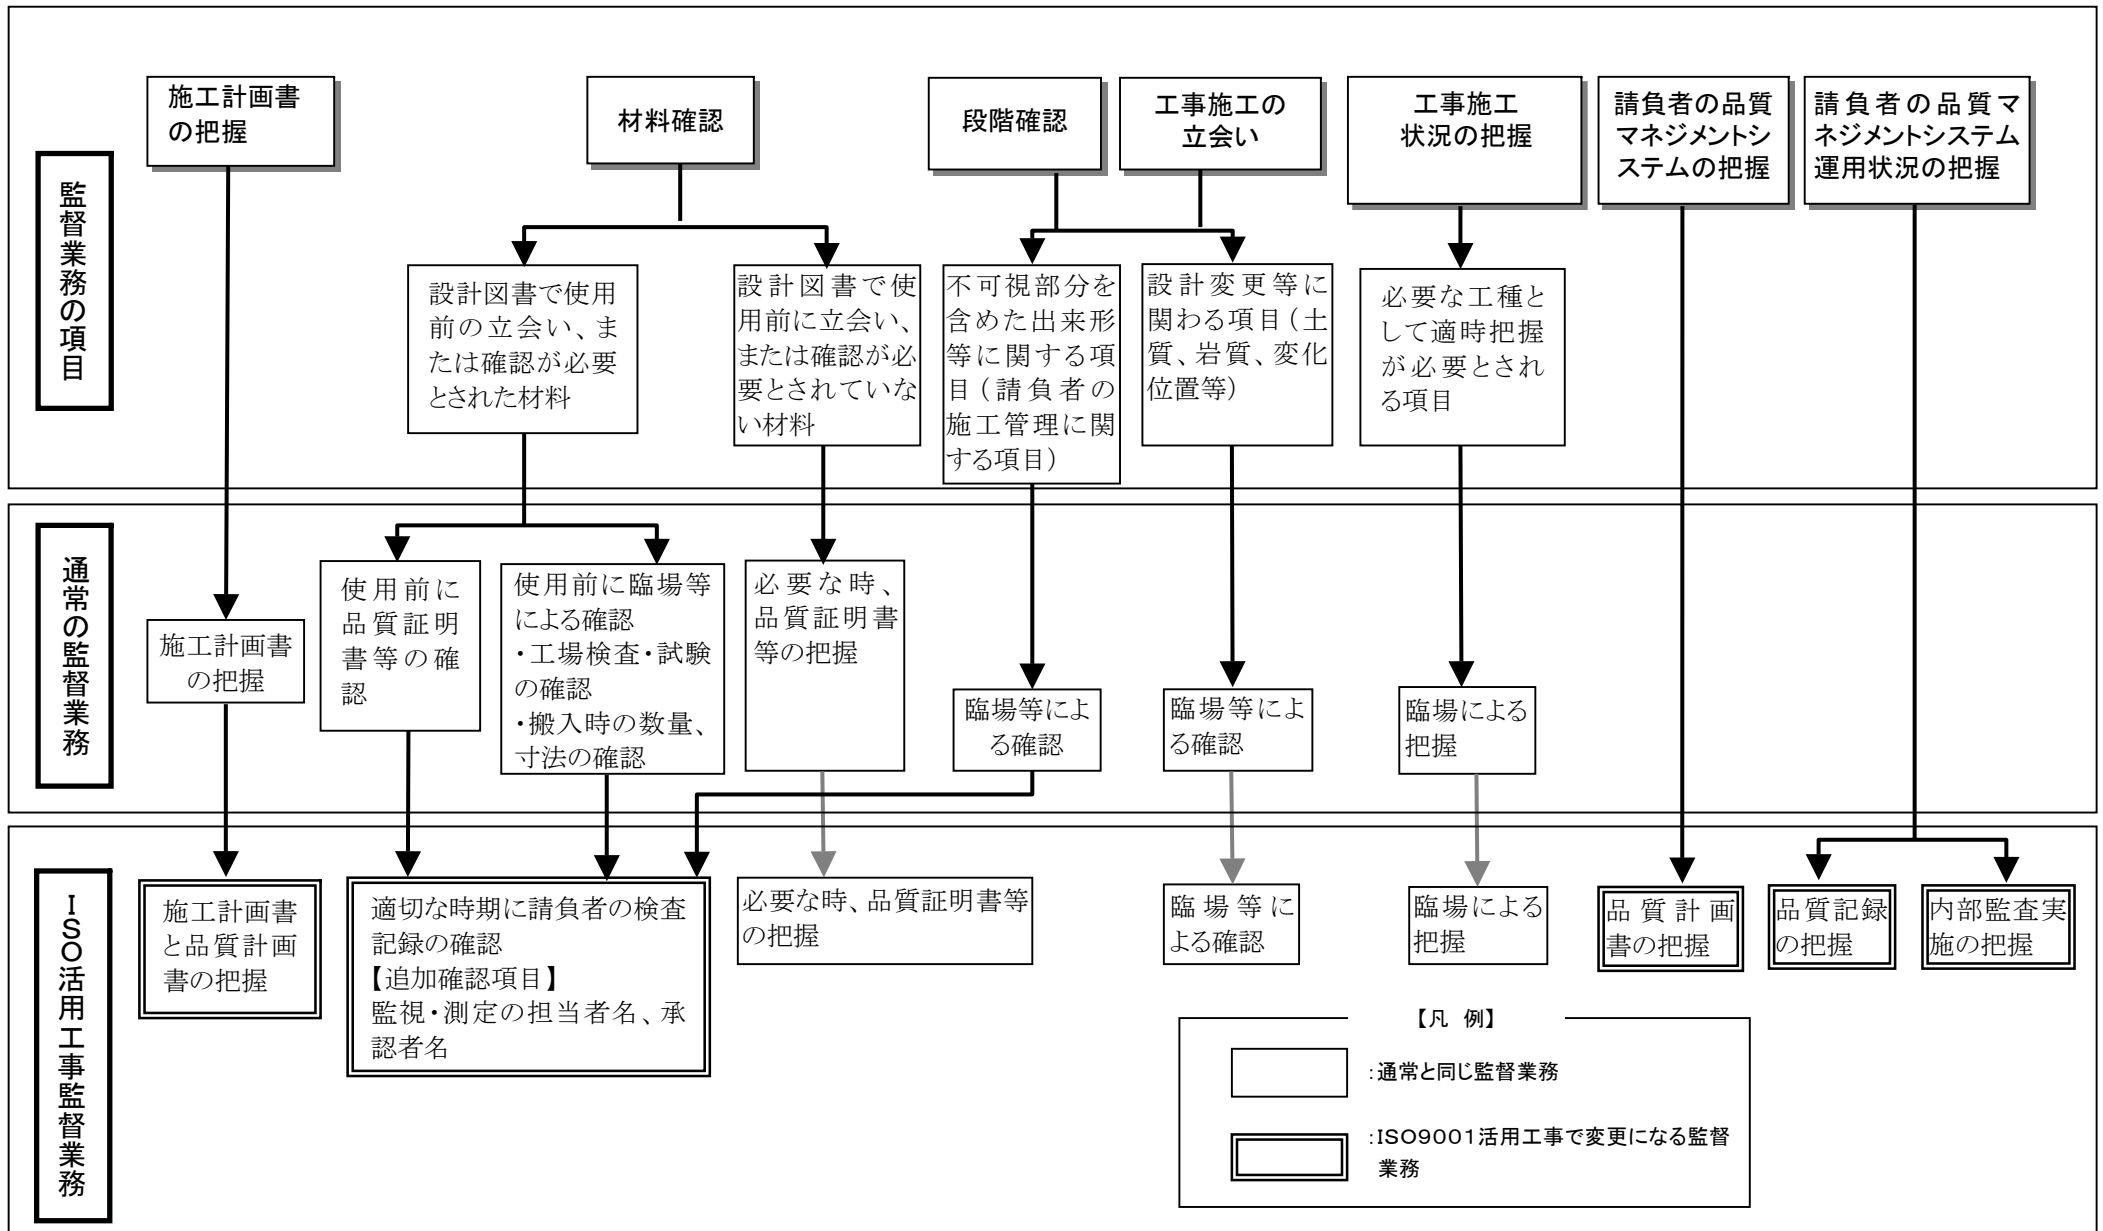 監督業務の項目
施工計画書
の把握
材料確認
段階確認
工事施工の
立会い
工事施工
状況の把握
請負者の品質
マネジメントシ
ステムの把握
請負者の品質マ
ネジメントシステム
運用状況の把握
設計図書で使用
前の立会い、ま
たは確認が必要
とされた材料
設計図書で使
用前に立会い、
または確認が必
要とされていな
い材料
不可視部分を
含めた出来形
等に関する項
目(請負者の
施工管理に関
する項目)
設計変更等に
関わる項目(土
質、岩質、変化
位置等)
必要な工種と
して適時把握
が必要とされ
る項目
通常の監督業務
施工計画書
の把握
使用前に
品質証明
書等の確
認
使用前に臨場等
による確認
・工場検査・試験
の確認
・搬入時の数量、
寸法の確認
必要な時、
品質証明書
等の把握
臨場等によ
る確認
臨場等によ
る確認
臨場による
把握
ISO活用工事監督業務
施工計画書
と品質計画
書の把握
適切な時期に請負者の検査
記録の確認
【追加確認項目】
監視・測定の担当者名、承
認者名
必要な時、品質証明書等
の把握
臨場等に
よる確認
臨場による
把握
品質計画
書の把握
品質記録
の把握
内部監査実
施の把握
【凡 例】
:通常と同じ監督業務
:ISO9001活用工事で変更になる監督
業務